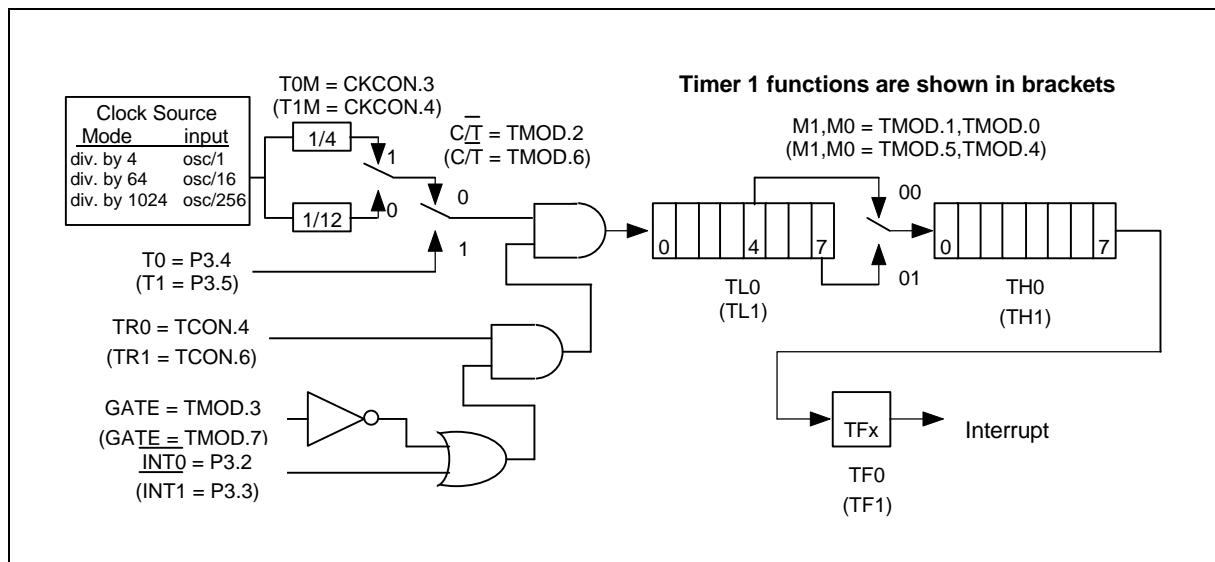 T0M = CKCON.3
(T1M = CKCON.4)
Timer 1 functions are shown in brackets
Clock Source
Mode input
div. by 4 osc/1
div. by 64 osc/16
div. by 1024 osc/256
1/4
1/12
1
0
C/T = TMOD.2
(C/T = TMOD.6)
0
1
M1,M0 = TMOD.1,TMOD.0
(M1,M0 = TMOD.5,TMOD.4)
T0 = P3.4
(T1 = P3.5)
0 4 7
TL0
(TL1)
00
01
0 7
TH0
(TH1)
TR0 = TCON.4
(TR1 = TCON.6)
GATE = TMOD.3
(GATE = TMOD.7)
INT0 = P3.2
(INT1 = P3.3)
TFx
Interrupt
TF0
(TF1)